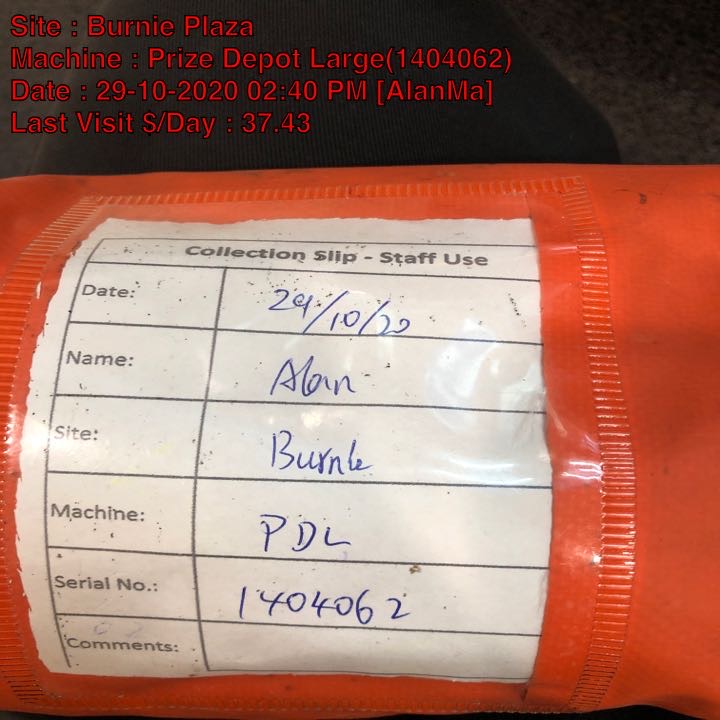 Site : Burnie Plaza
Machine : Prize Depot Large(1404062)
Date : 29-10-2020 02:40 PM [AlanMa]
Last Visit $/Day : 37.43
Collection Slip - Staff Use
Date: 29/10/20
Name: Alan
Site: Burnie
Machine: PDL
Serial No.: 1404062
Comments: